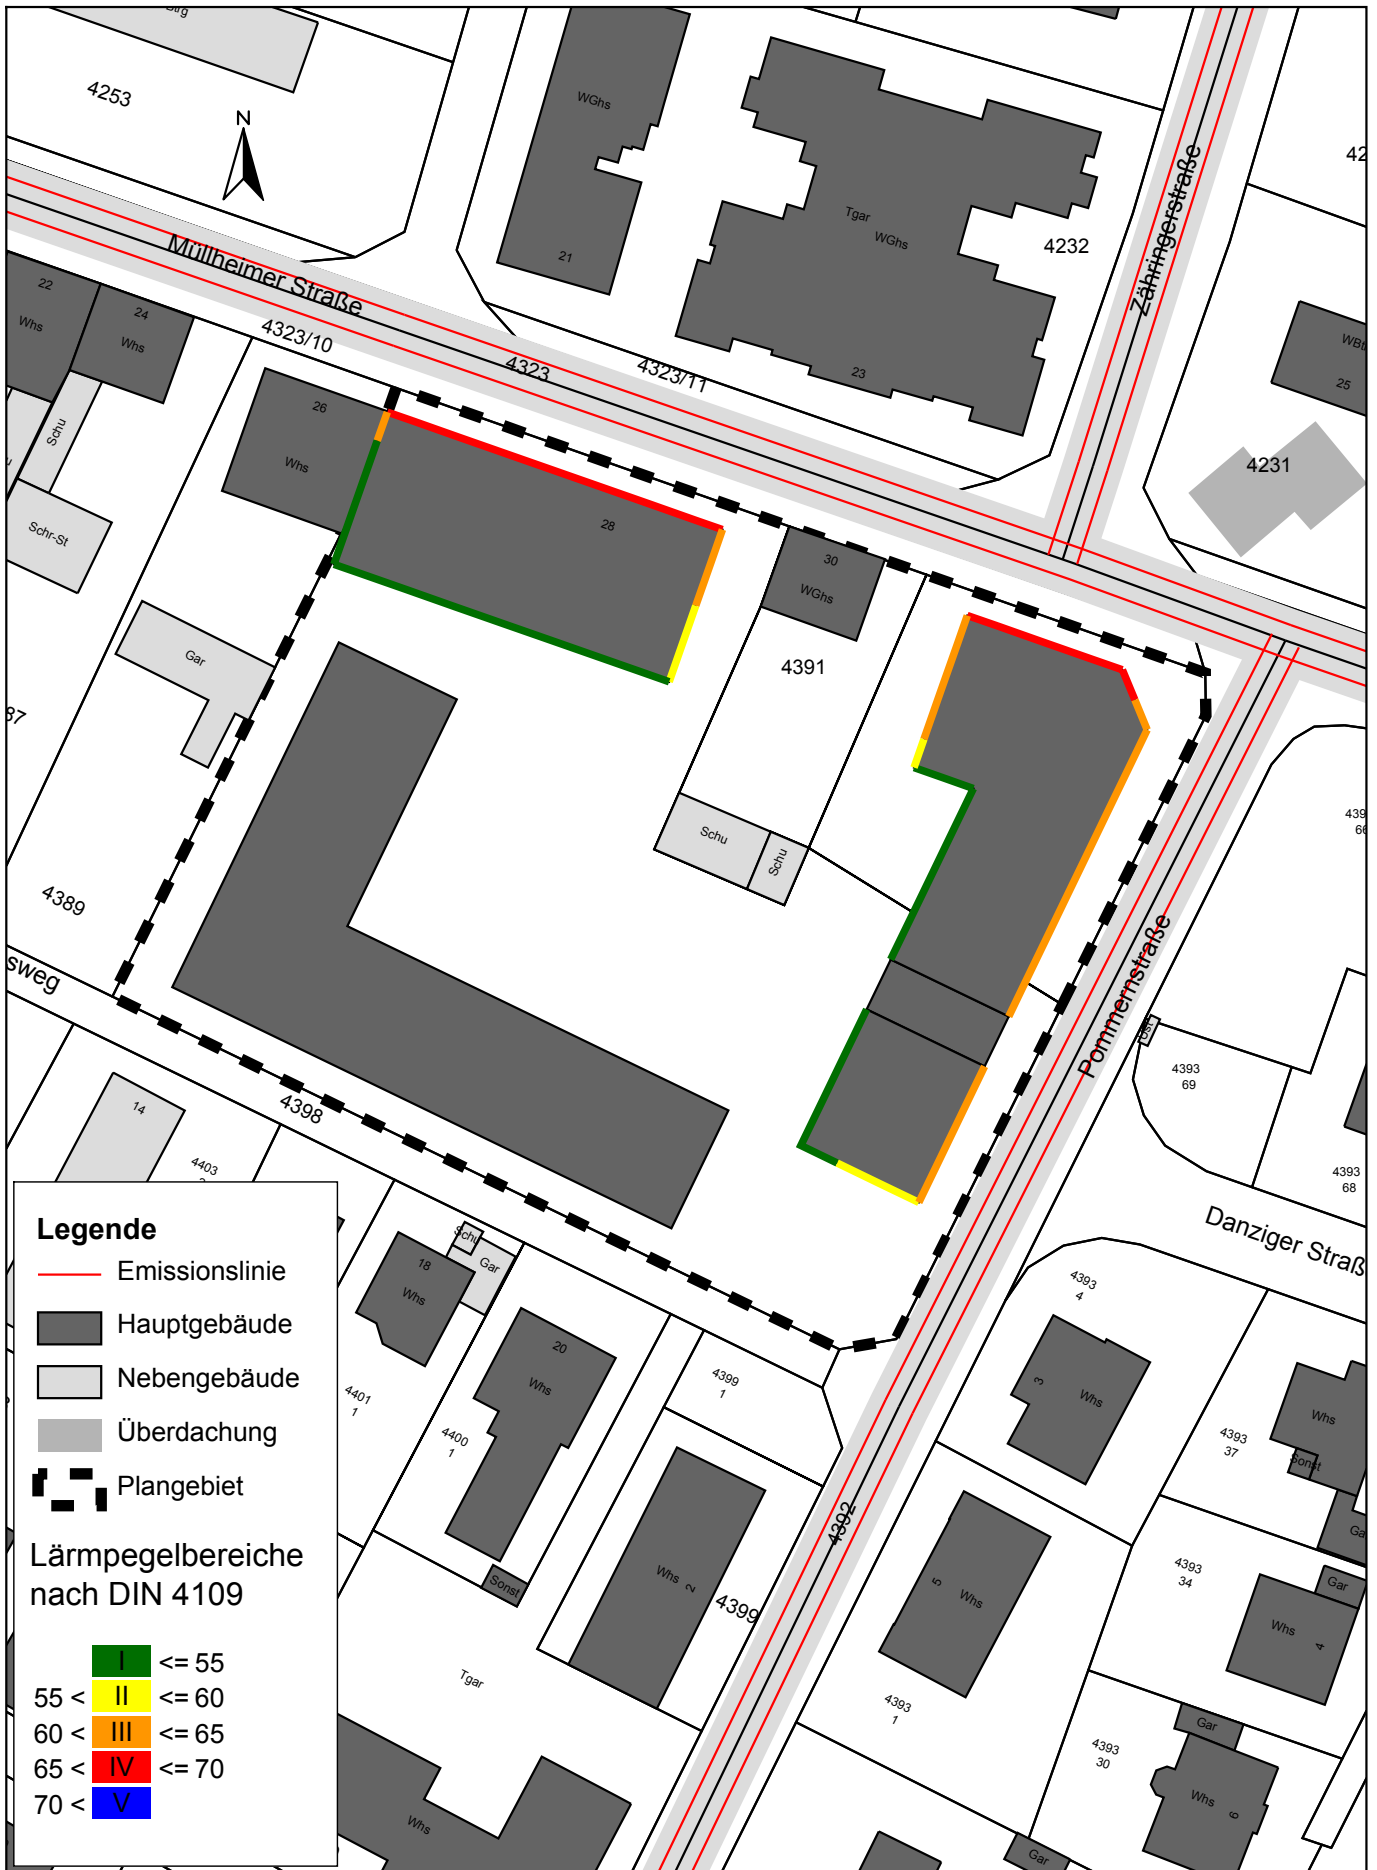 4253
N
WGhs
21
Tgar
WGhs
4232
23
Zähringerstraße
42
25
4231
Müllheimer Straße
4323/10
4323
4323/11
22
Whs
24
Whs
26
Whs
28
30
WGhs
Schu
Schr-St
Gar
4391
Schu
Schu
87
4389
sweg
4398
Pommernstraße
439
66
4393
69
4393
68
Danziger Straß
14
4403
18
Whs
Schu
Gar
20
Whs
4401
1
4400
1
4399
1
4393
4
3
Whs
4393
37
Whs
Sonst
Ga
4392
Whs 2
4399
Sonst
5
Whs
4393
34
Gar
Whs
4
Tgar
4393
1
4393
30
Gar
Whs
6
Whs
Gar
Legende
Emissionslinie
Hauptgebäude
Nebengebäude
Überdachung
Plangebiet
Lärmpegelbereiche
nach DIN 4109
I <= 55
55 < II <= 60
60 < III <= 65
65 < IV <= 70
70 < V